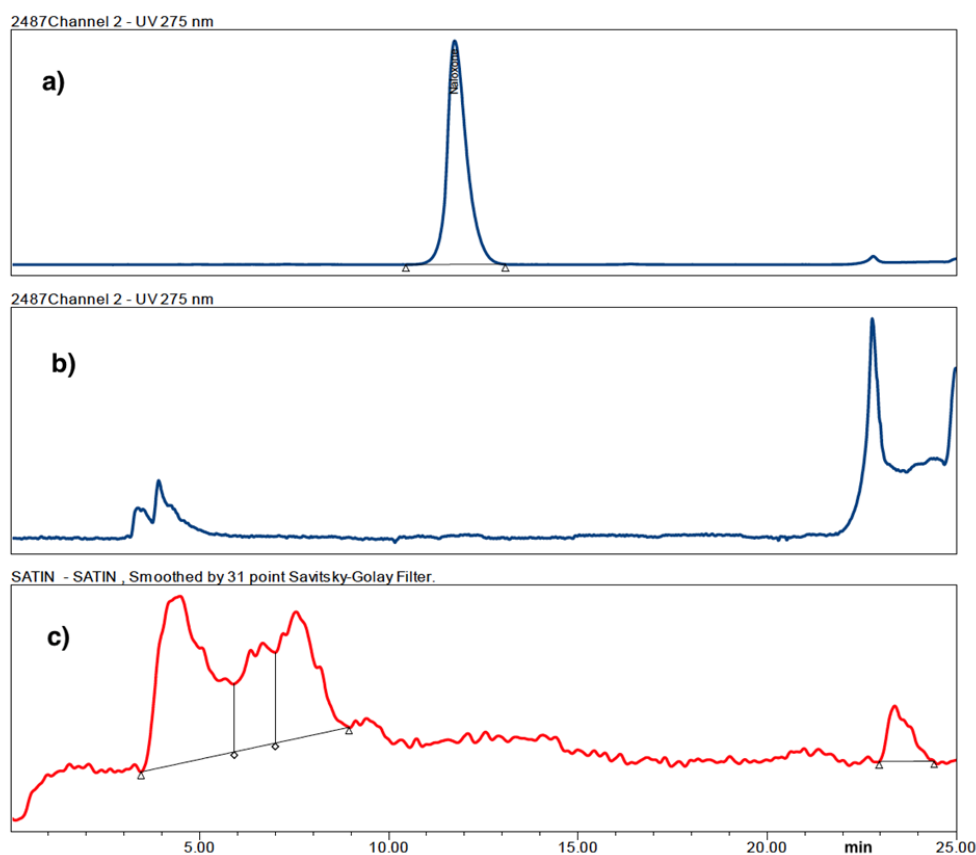 2487Channel 2 - UV 275 nm
a)
Naloxone
2487Channel 2 - UV 275 nm
b)
SATIN - SATIN , Smoothed by 31 point Savitsky-Golay Filter.
c)
5.00 10.00 15.00 20.00 min 25.00